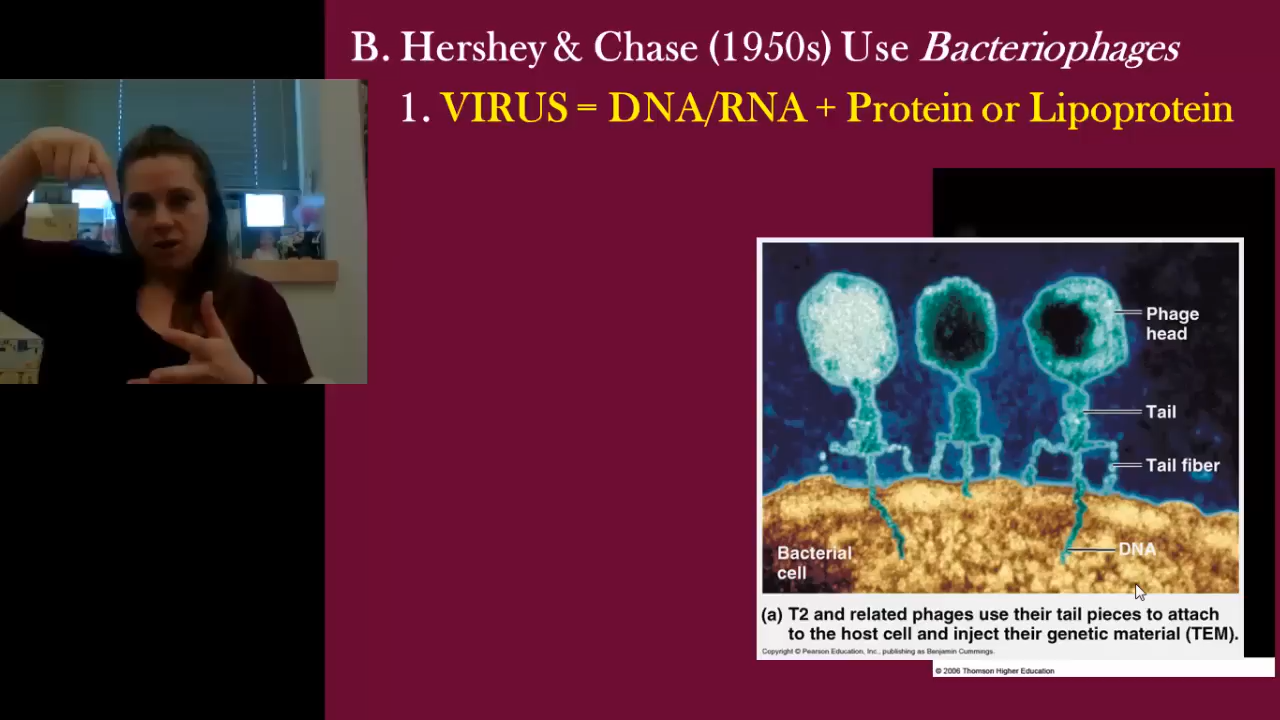 B. Hershey & Chase (1950s) Use Bacteriophages
1. VIRUS = DNA/RNA + Protein or Lipoprotein
Phage
head
Tail
Tail fiber
DNA
Bacterial
cell
(a) T2 and related phages use their tail pieces to attach
to the host cell and inject their genetic material (TEM).
Copyright © Pearson Education, Inc., publishing as Benjamin Cummings.
© 2006 Thomson Higher Education